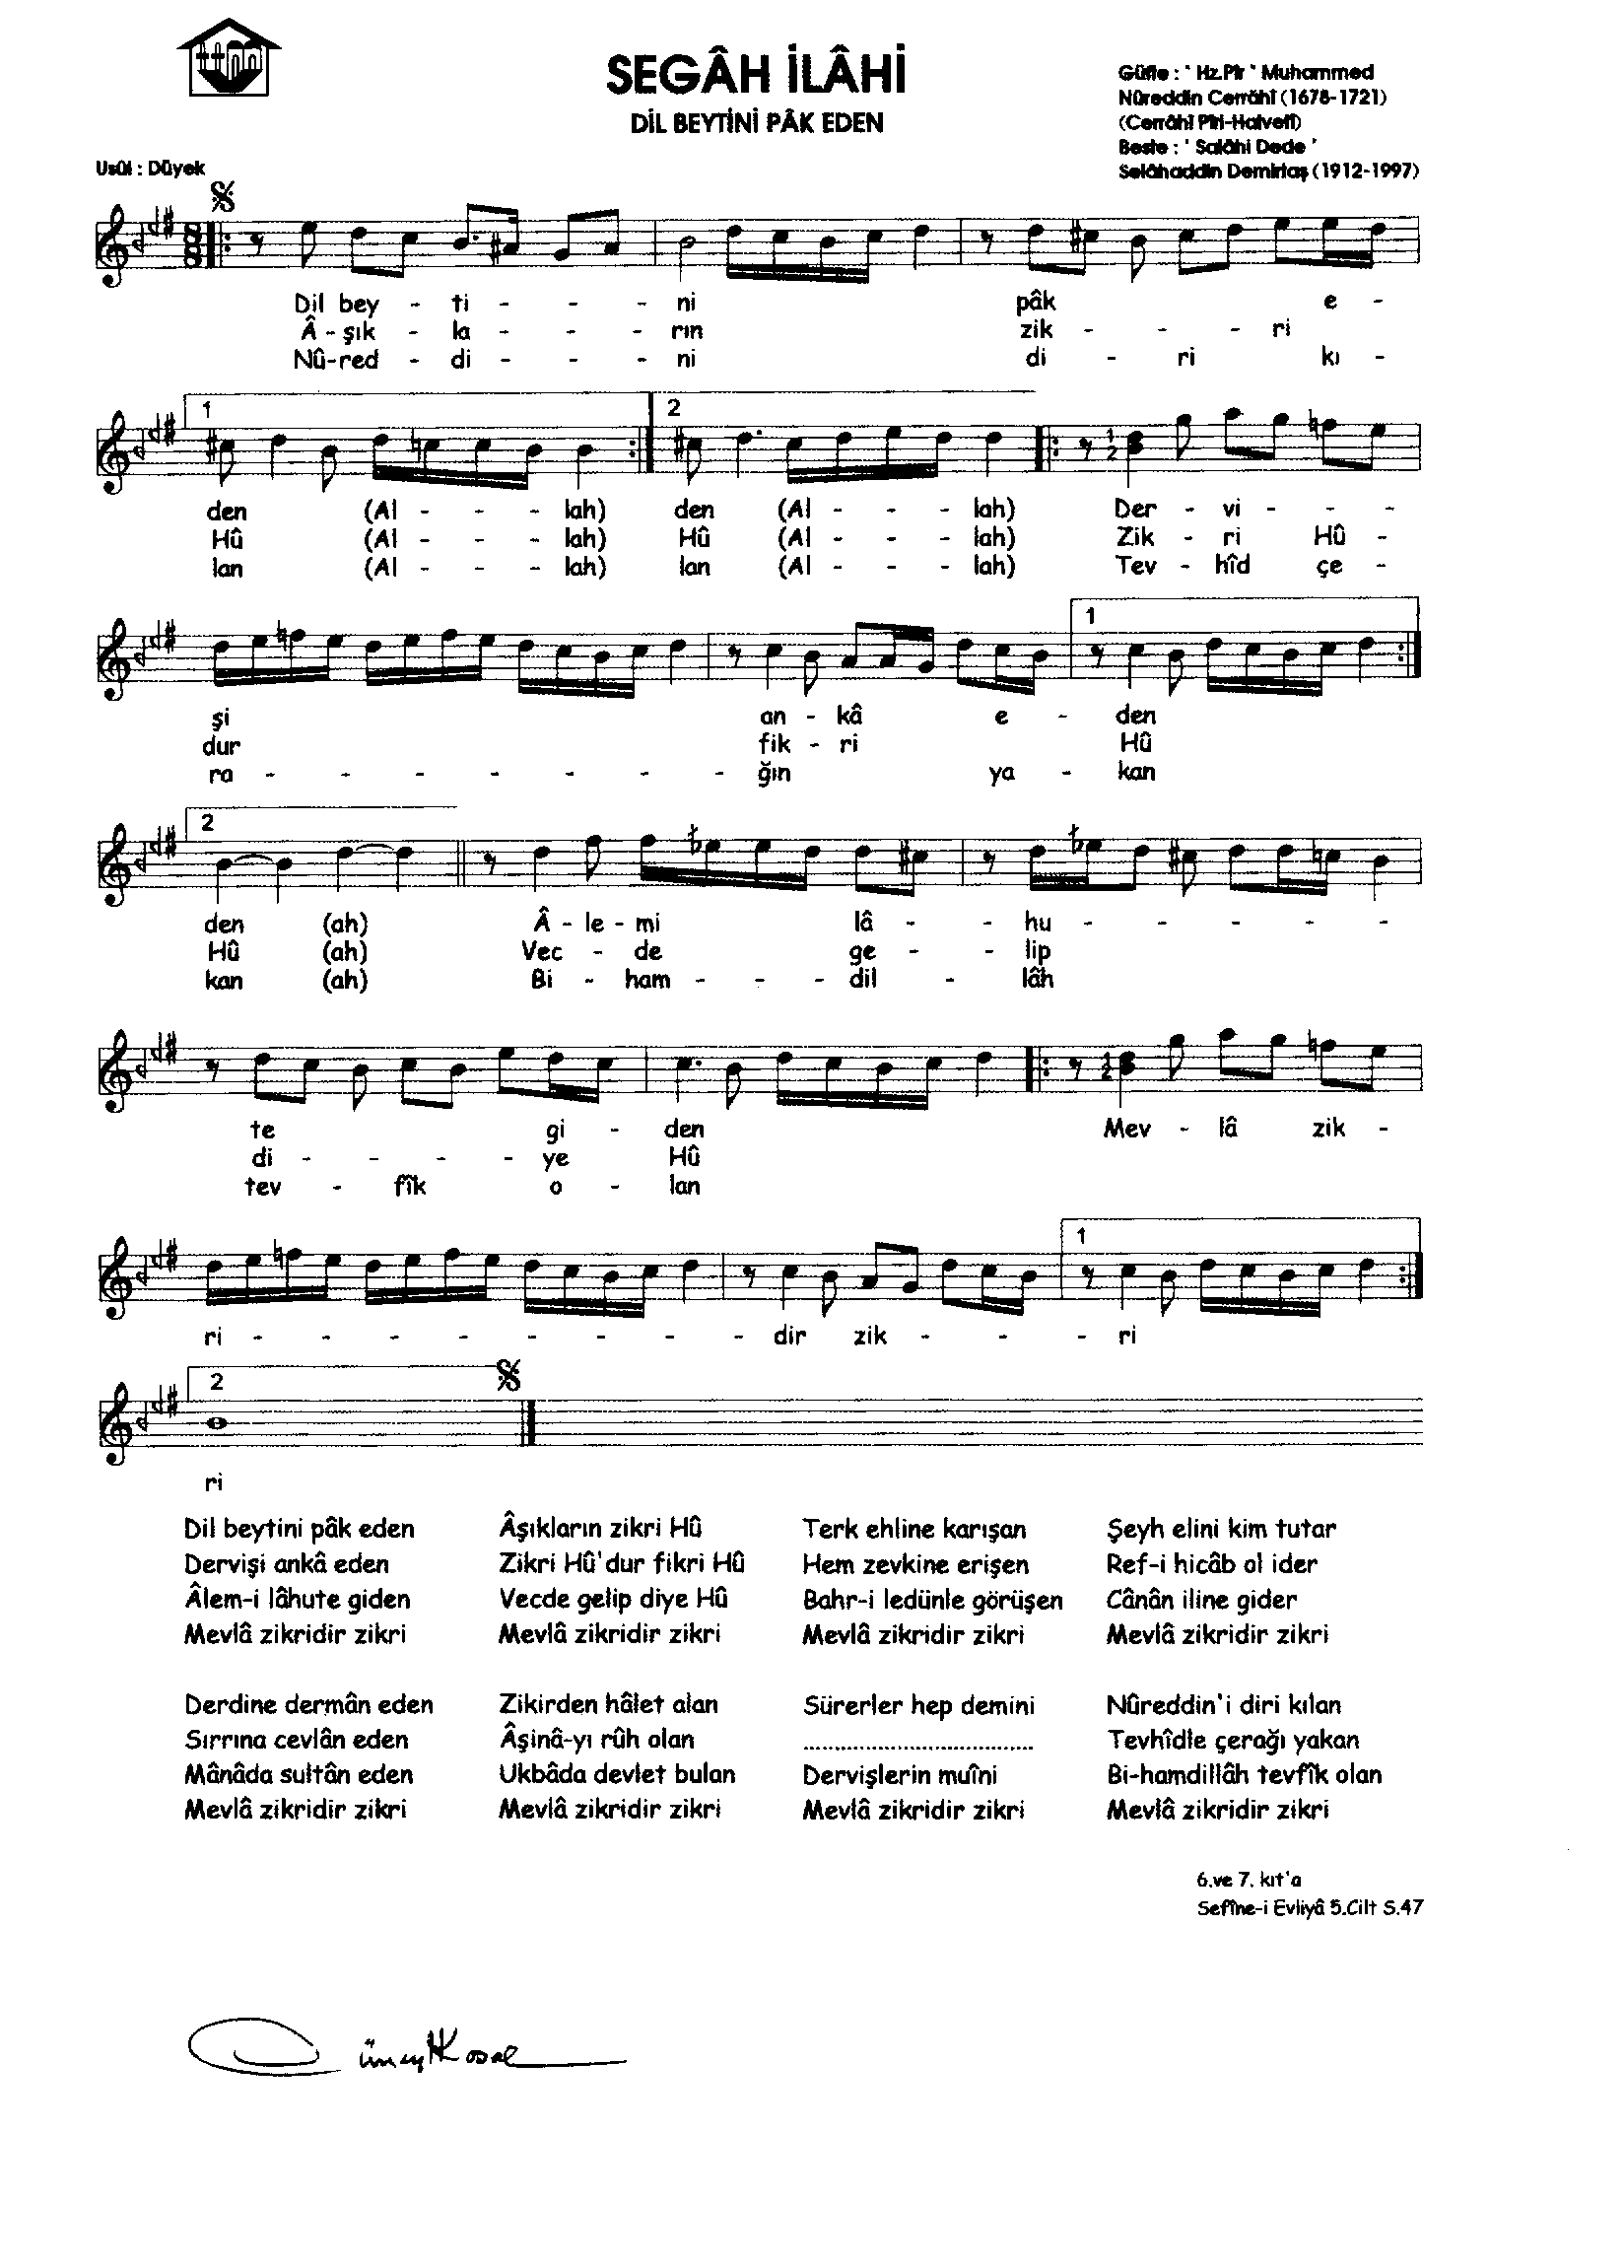 SEGÂH İLÂHİ
DİL BEYTİNİ PÂK EDEN
Güfte : ' Hz.Pîr ' Muhammed
Nûreddin Cerrâhî (1678-1721)
(Cerrâhî Pîri-Halvetî)
Beste : ' Salâhi Dede '
Selâhaddin Demirtaş (1912-1997)
Usûl : Düyek
Dil bey - ti - - - ni pâk e -
 - şık - la - - - rın zik - - - ri
Nû-red - di - - - ni di - ri kı -
1 2
den (Al - - - lah) den (Al - - - lah) Der - vi - - -
Hû (Al - - - lah) Hû (Al - - - lah) Zik - ri Hû -
lan (Al - - - lah) lan (Al - - - lah) Tev - hîd çe -
1
şi an - kâ e - den
dur fik - ri Hû
ra - - - - - - - ğın ya - kan
2
den (ah) Â - le - mi lâ - - hu - - - - -
Hû (ah) Vec - de ge - - lip
kan (ah) Bi - ham - - - dil - lâh
te gi - den Mev - lâ zik -
di - - - - ye Hû
tev - fîk o - lan
1
ri - - - - - - - - dir zik - - - ri
2
ri
Dil beytini pâk eden
Dervişi ankâ eden
Âlem-i lâhute giden
Mevlâ zikridir zikri
Âşıkların zikri Hû
Zikri Hû'dur fikri Hû
Vecde gelip diye Hû
Mevlâ zikridir zikri
Terk ehline karışan
Hem zevkine erişen
Bahr-i ledünle görüşen
Mevlâ zikridir zikri
Şeyh elini kim tutar
Ref-i hicâb ol ider
Cânân iline gider
Mevlâ zikridir zikri
Derdine dermân eden
Sırrına cevlân eden
Mânâda sultân eden
Mevlâ zikridir zikri
Zikirden hâlet alan
Âşinâ-yı rûh olan
Ukbâda devlet bulan
Mevlâ zikridir zikri
Sürerler hep demini
...................................
Dervişlerin muîni
Mevlâ zikridir zikri
Nûreddin'i diri kılan
Tevhîdle çerağı yakan
Bi-hamdillâh tevfîk olan
Mevlâ zikridir zikri
6.ve 7. kıt'a
Sefîne-i Evliyâ 5.Cilt S.47